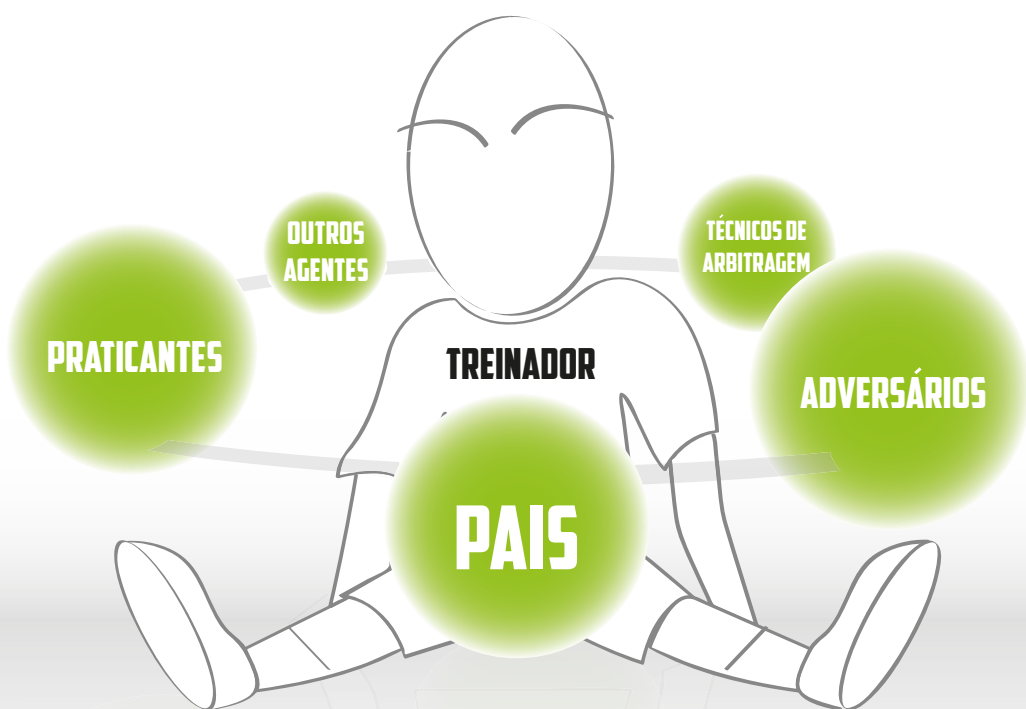 OUTROS
AGENTES
TÉCNICOS DE
ARBITRAGEM
PRATICANTES
TREINADOR
ADVERSÁRIOS
PAIS